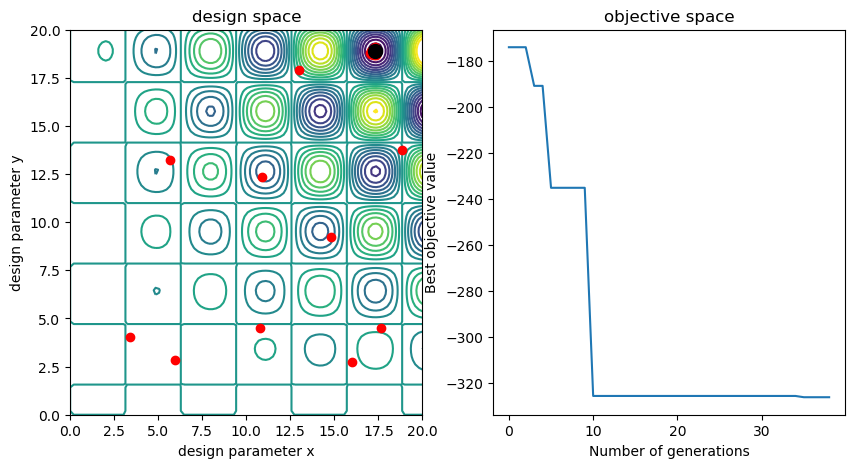 design space
20.0
17.5
15.0
12.5
10.0
7.5
5.0
2.5
0.0
design parameter y
0.0 2.5 5.0 7.5 10.0 12.5 15.0 17.5 20.0
design parameter x
objective space
−180
−200
−220
−240
−260
−280
−300
−320
Best objective value
0 10 20 30
Number of generations